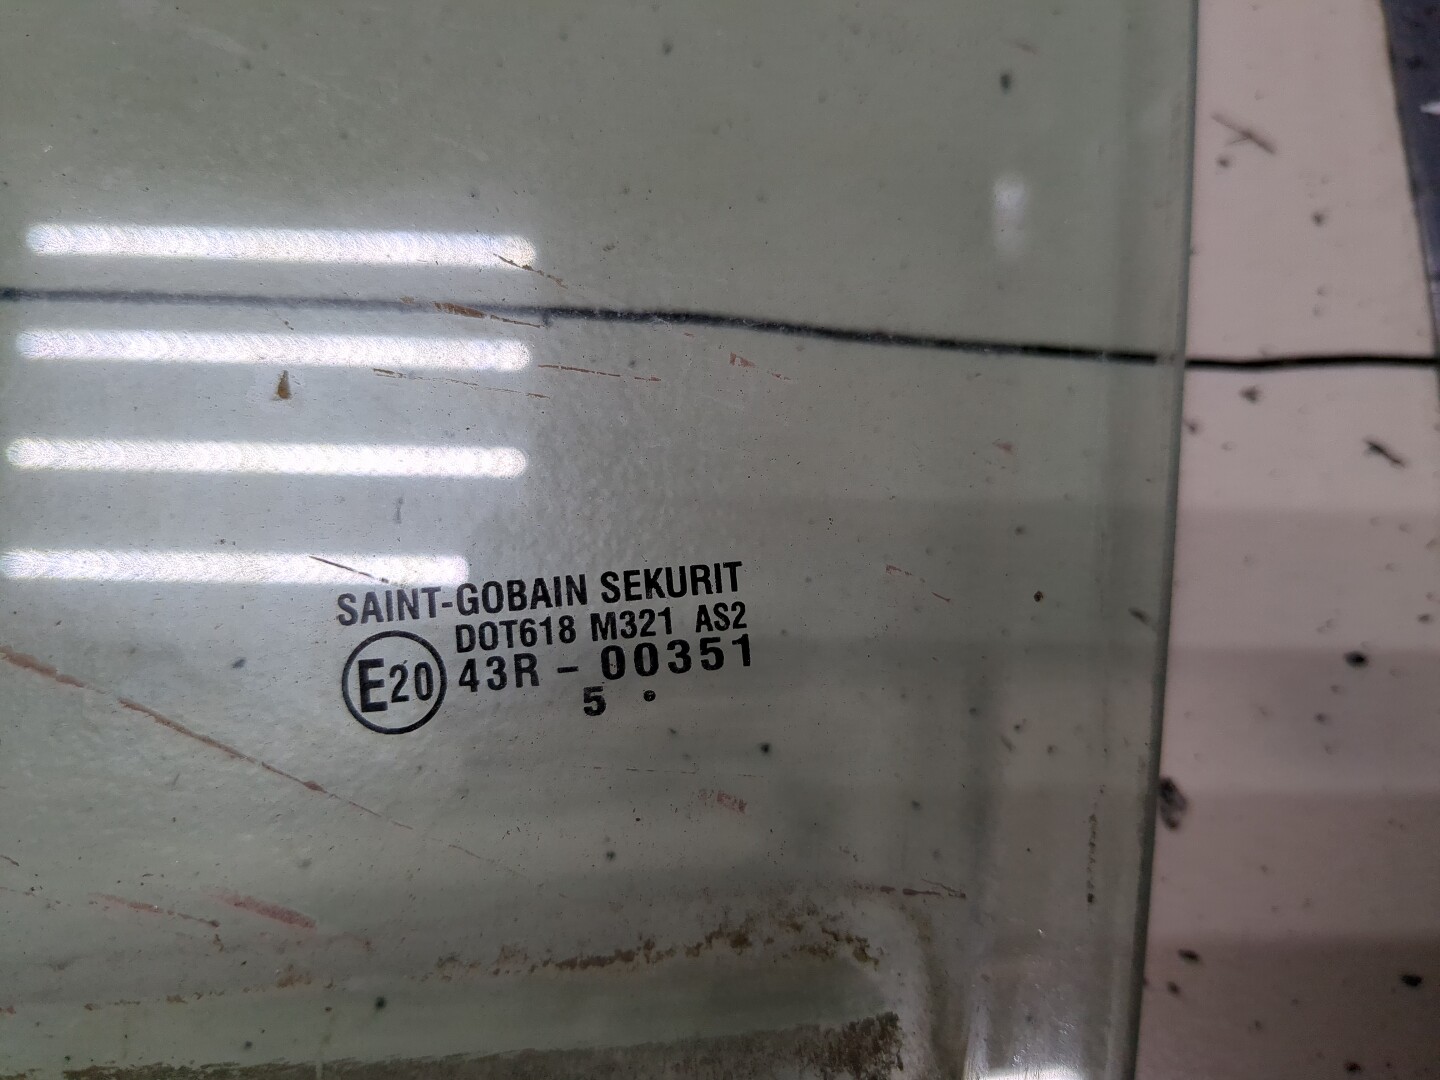 SAINT-GOBAIN SEKURIT
DOT618 M321 AS2
E20 43R - 00351
5 •